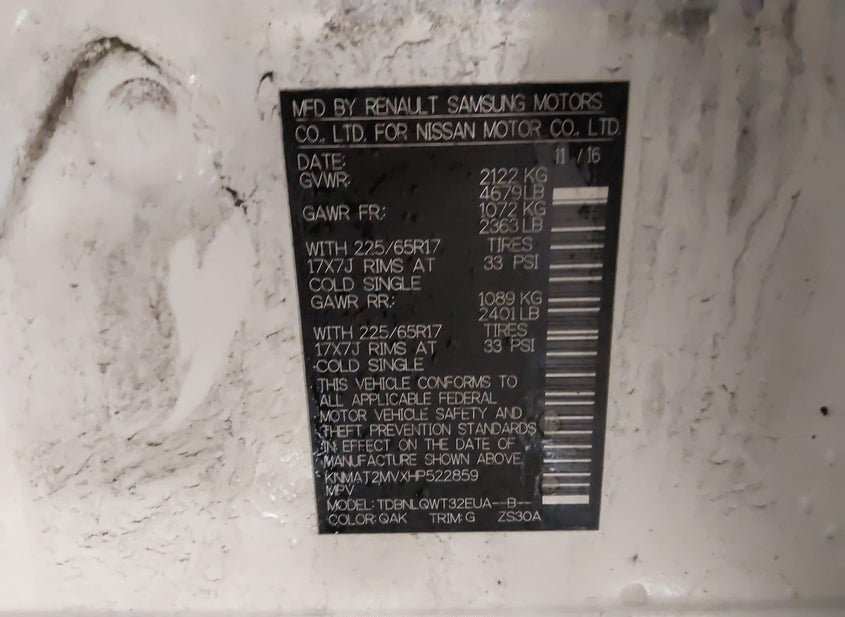 MFD BY RENAULT SAMSUNG MOTORS
CO., LTD. FOR NISSAN MOTOR CO., LTD.
DATE: 11 / 16
GVWR: 2122 KG
4679 LB
GAWR FR: 1072 KG
2363 LB
WITH 225/65R17 TIRES
17X7J RIMS AT 33 PSI
COLD SINGLE
GAWR RR: 1089 KG
2401 LB
WITH 225/65R17 TIRES
17X7J RIMS AT 33 PSI
COLD SINGLE
THIS VEHICLE CONFORMS TO
ALL APPLICABLE FEDERAL
MOTOR VEHICLE SAFETY AND
THEFT PREVENTION STANDARDS
IN EFFECT ON THE DATE OF
MANUFACTURE SHOWN ABOVE.
KNMAT2MVXHP522859
MPV
MODEL: TDBNLQWT32EUA--B--
COLOR: QAK TRIM: G ZS30A